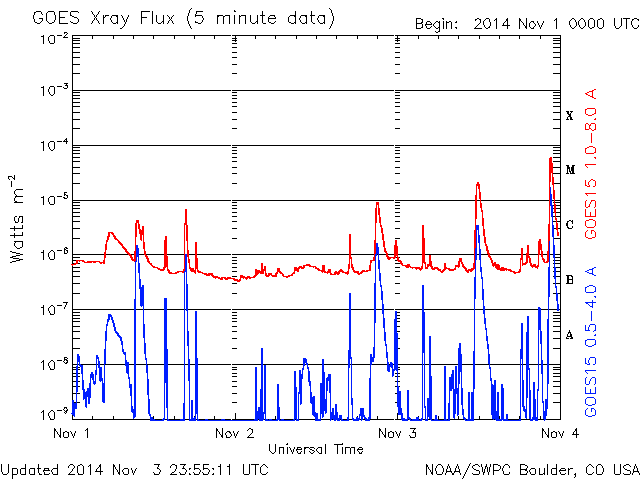 GOES Xray Flux (5 minute data)
Begin: 2014 Nov 1 0000 UTC
10⁻²
10⁻³
10⁻⁴
10⁻⁵
10⁻⁶
10⁻⁷
10⁻⁸
10⁻⁹
Watts m⁻²
X
M
C
B
A
GOES15 1.0–8.0 A
GOES15 0.5–4.0 A
Nov 1
Nov 2
Nov 3
Nov 4
Universal Time
Updated 2014 Nov 3 23:55:11 UTC
NOAA/SWPC Boulder, CO USA